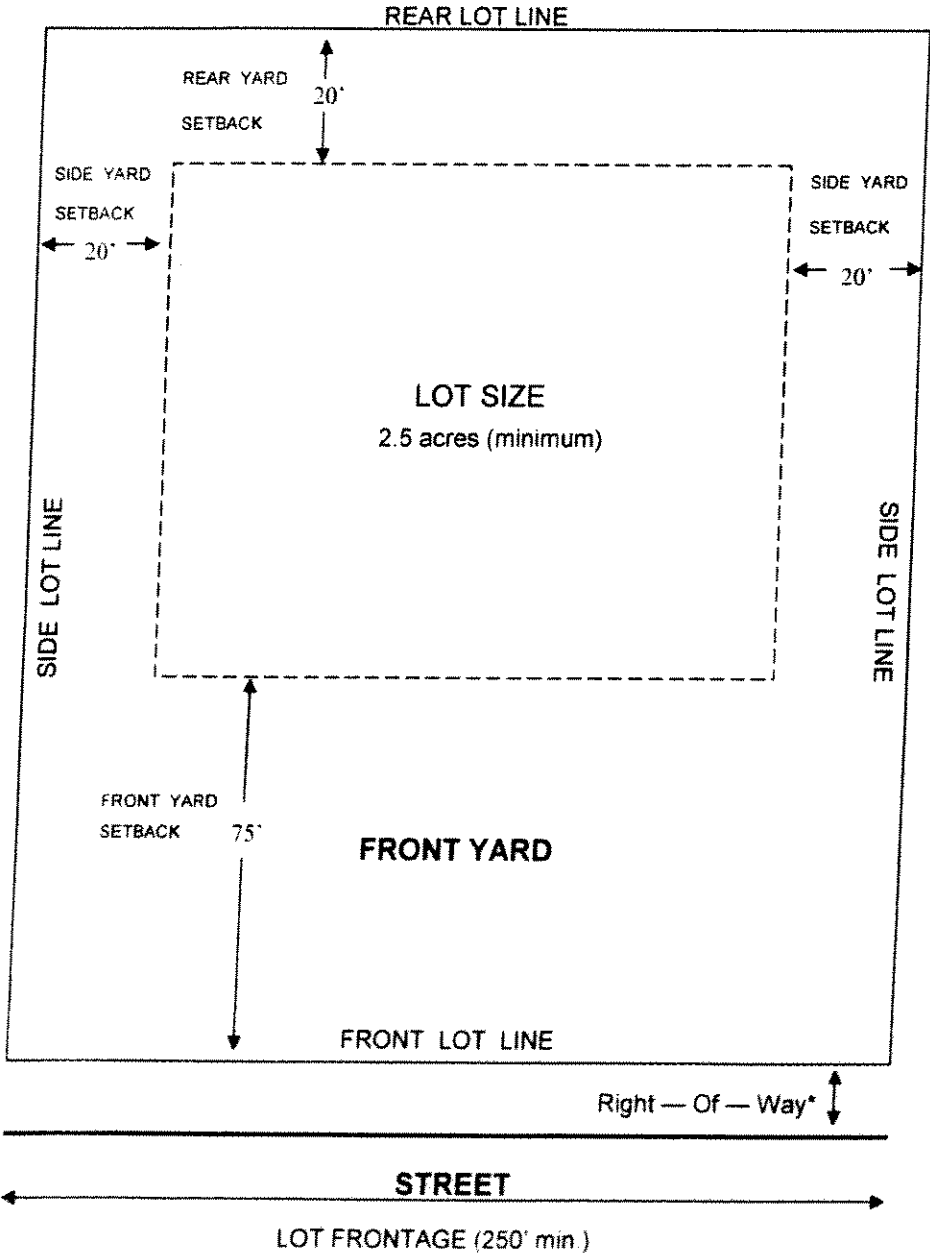 REAR LOT LINE
REAR YARD
20'
SETBACK
SIDE YARD
SETBACK
20'
SIDE YARD
SETBACK
20'
LOT SIZE
2.5 acres (minimum)
SIDE LOT LINE
SIDE LOT LINE
FRONT YARD
SETBACK 75'
FRONT YARD
FRONT LOT LINE
Right — Of — Way*
STREET
LOT FRONTAGE (250' min.)